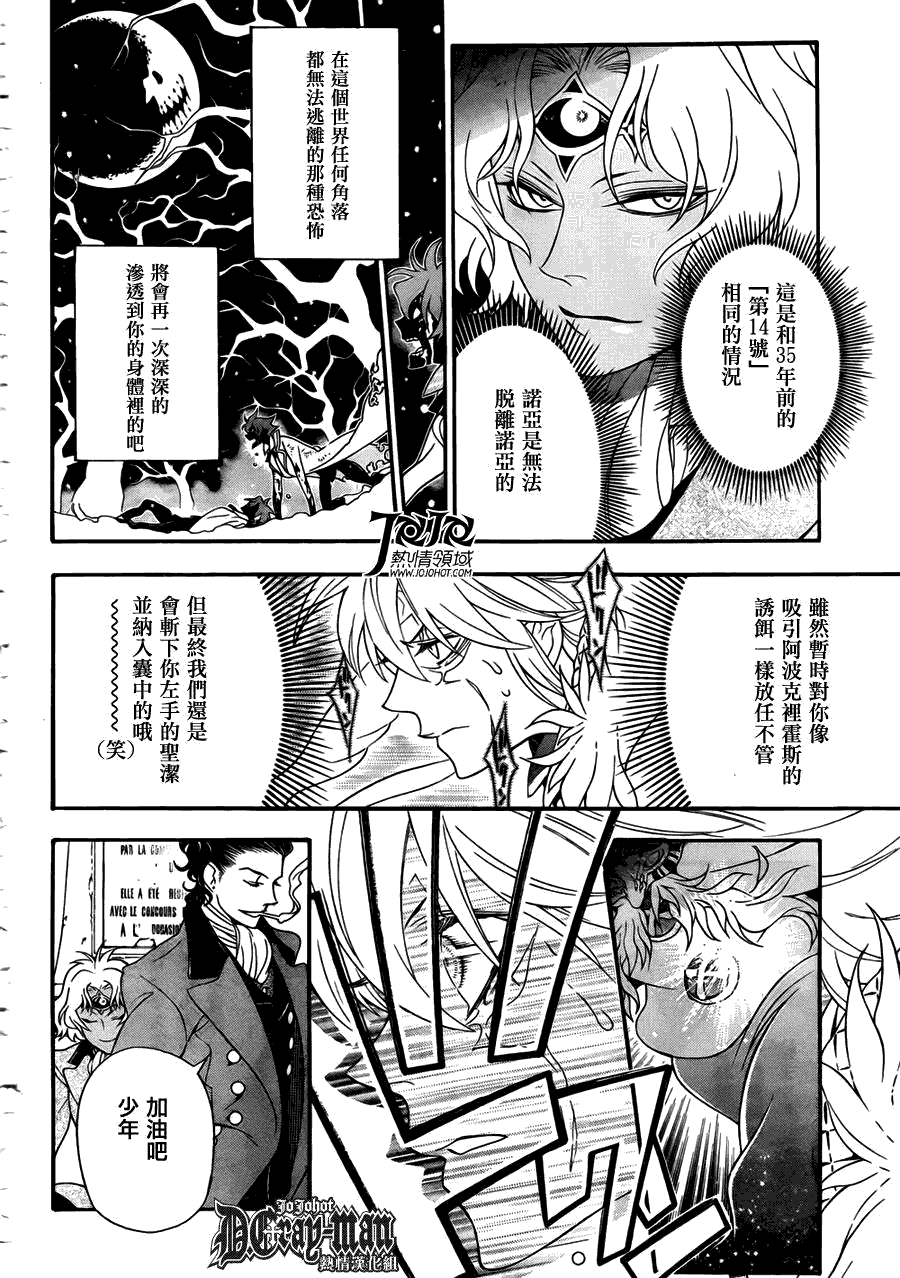 這是和35年前的
『第14號』
相同的情況
諾亞是無法
脫離諾亞的
在這個世界任何角落
都無法逃離的那種恐怖
將會再一次深深的
滲透到你的身體裡的吧
JOJO
熱情領域
WWW.JOJOHOT.COM
雖然暫時對你像
吸引阿波克裡霍斯的
誘餌一樣放任不管
但最終我們還是
會斬下你左手的聖潔
並納入囊中的哦
（笑）
PAR LA
ELLE A ETE
AVEC LE CONCOURS
A L' OCCASION
加油吧
少年
JoJohot
D.Gray-man
熱情漢化組